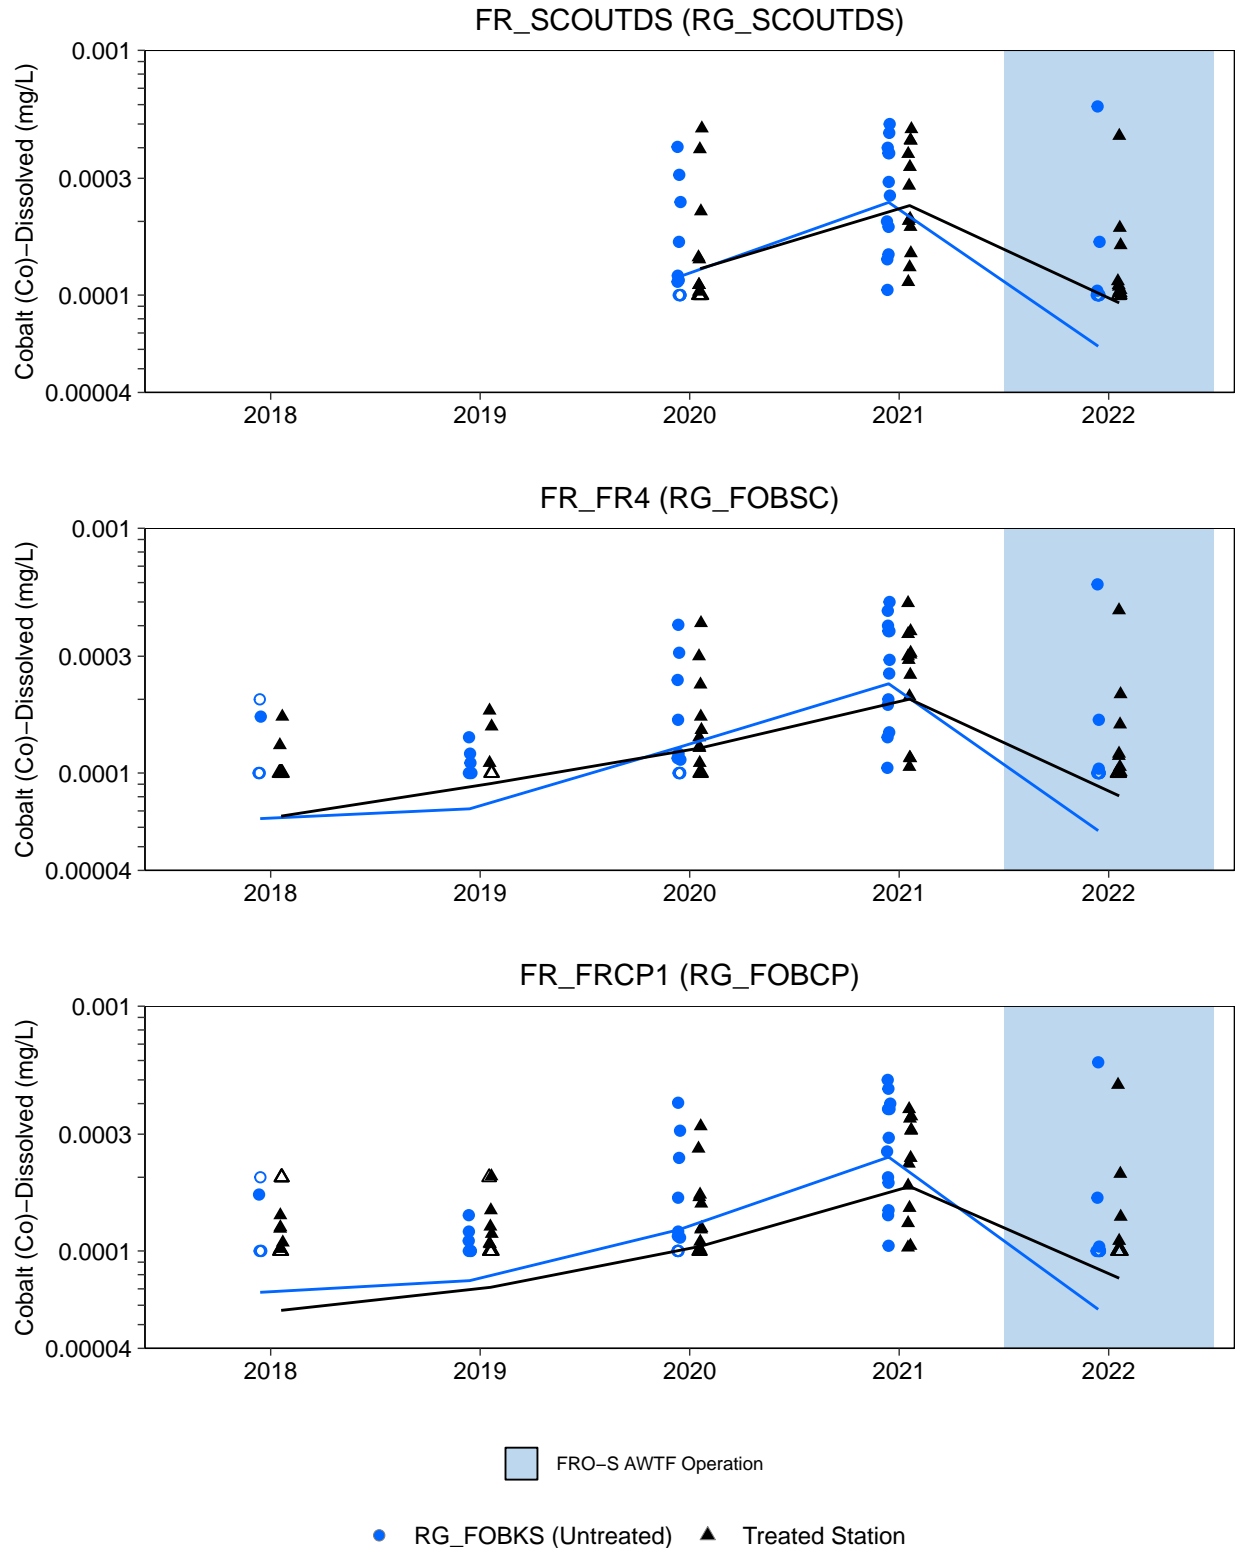 FR_SCOUTDS (RG_SCOUTDS)
Cobalt (Co)−Dissolved (mg/L)
0.001
0.0003
0.0001
0.00004
2018 2019 2020 2021 2022
FR_FR4 (RG_FOBSC)
Cobalt (Co)−Dissolved (mg/L)
0.001
0.0003
0.0001
0.00004
2018 2019 2020 2021 2022
FR_FRCP1 (RG_FOBCP)
Cobalt (Co)−Dissolved (mg/L)
0.001
0.0003
0.0001
0.00004
2018 2019 2020 2021 2022
FRO−S AWTF Operation
RG_FOBKS (Untreated) Treated Station